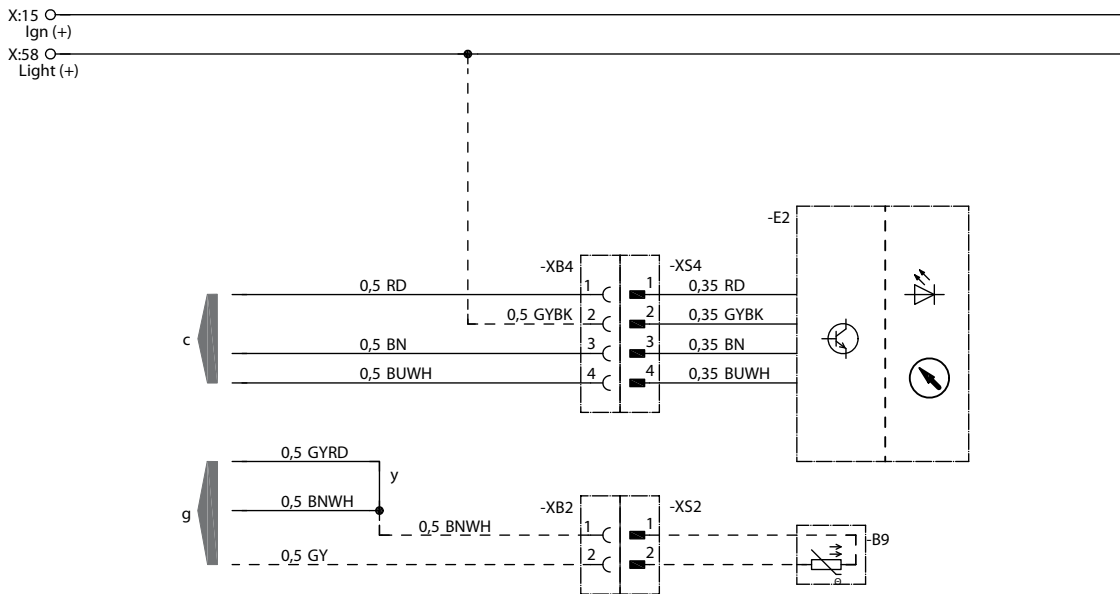 X:15
Ign (+)
X:58
Light (+)
-E2
-XB4
-XS4
0,5 RD
1
1
0,35 RD
0,5 GYBK
2
2
0,35 GYBK
c
0,5 BN
3
3
0,35 BN
0,5 BUWH
4
4
0,35 BUWH
0,5 GYRD
y
g
0,5 BNWH
-XB2
-XS2
0,5 BNWH
1
1
-B9
0,5 GY
2
2
Θ